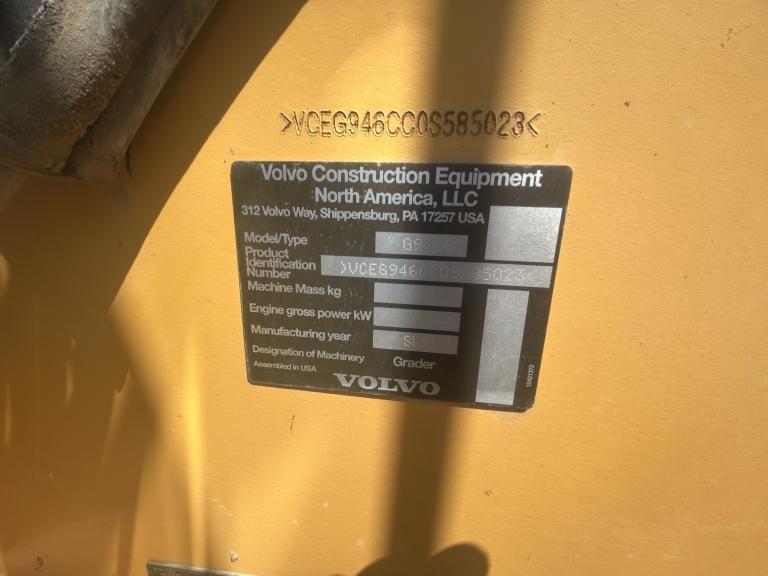 >VCEG946CC0S585023<
Volvo Construction Equipment
North America, LLC
312 Volvo Way, Shippensburg, PA 17257 USA
Model/Type
Product
Identification
Number
>VCEG946CC0S585023<
Machine Mass kg
Engine gross power kW
Manufacturing year
Designation of Machinery
Grader
Assembled in USA
VOLVO